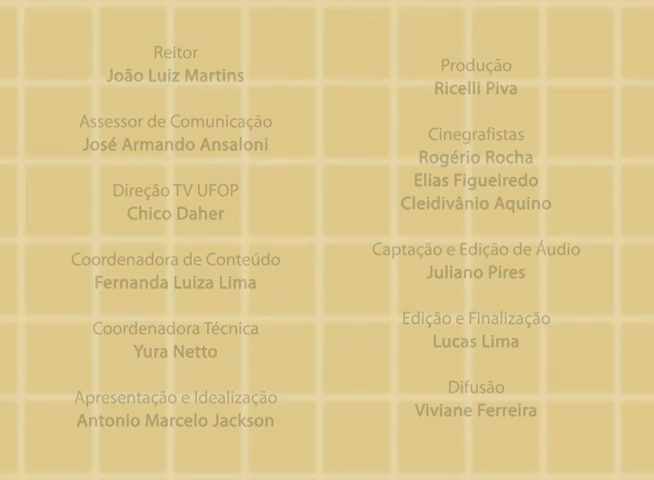 Reitor
João Luiz Martins
Assessor de Comunicação
José Armando Ansaloni
Direção TV UFOP
Chico Daher
Coordenadora de Conteúdo
Fernanda Luiza Lima
Coordenadora Técnica
Yura Netto
Apresentação e Idealização
Antonio Marcelo Jackson
Produção
Ricelli Piva
Cinegrafistas
Rogério Rocha
Elias Figueiredo
Cleidivânio Aquino
Captação e Edição de Áudio
Juliano Pires
Edição e Finalização
Lucas Lima
Difusão
Viviane Ferreira